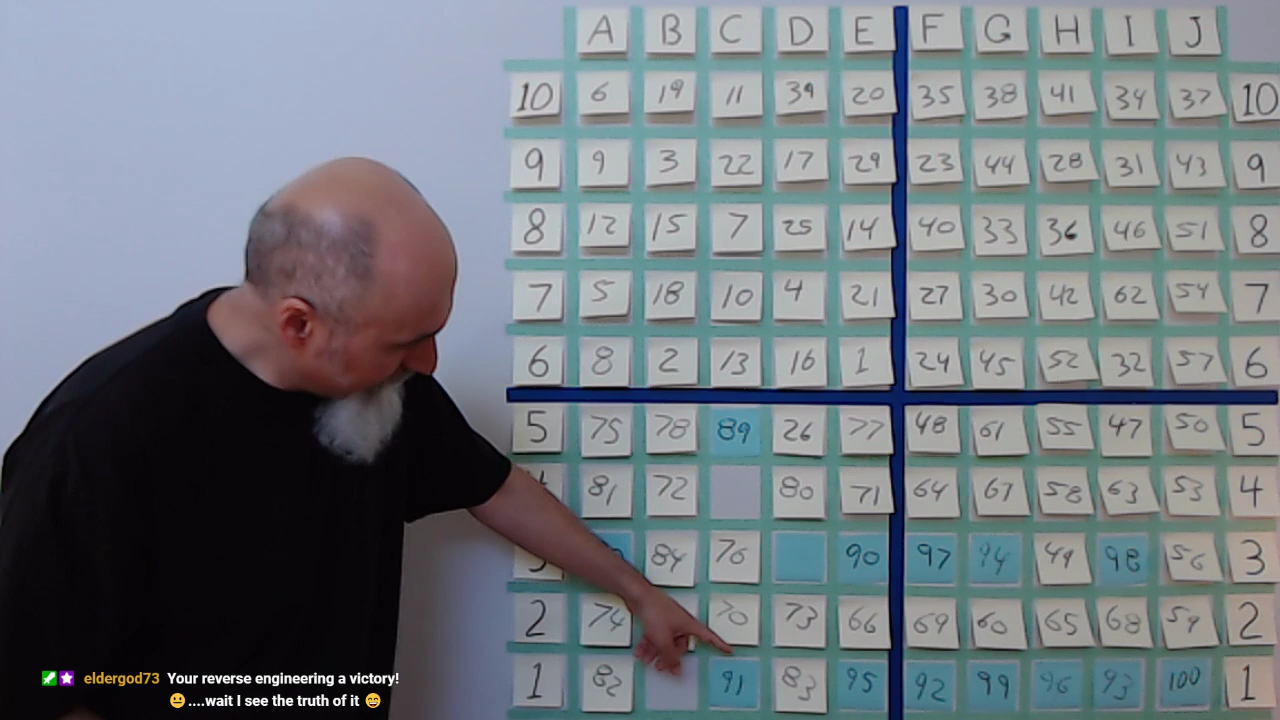 A B C D E F G H I J
10 6 19 11 39 20 35 38 41 34 37 10
9 9 3 22 17 29 23 44 28 31 43 9
8 12 15 7 25 14 40 33 36 46 51 8
7 5 18 10 4 21 27 30 42 62 54 7
6 8 2 13 16 1 24 45 52 32 57 6
5 75 78 89 26 77 48 61 55 47 50 5
81 72 80 71 64 67 58 63 53 4
84 76 90 97 94 49 98 56 3
2 74 70 73 66 69 60 65 68 59 2
1 82 91 83 95 92 99 96 93 100 1
eldergod73 Your reverse engineering a victory!
😐....wait I see the truth of it 😁